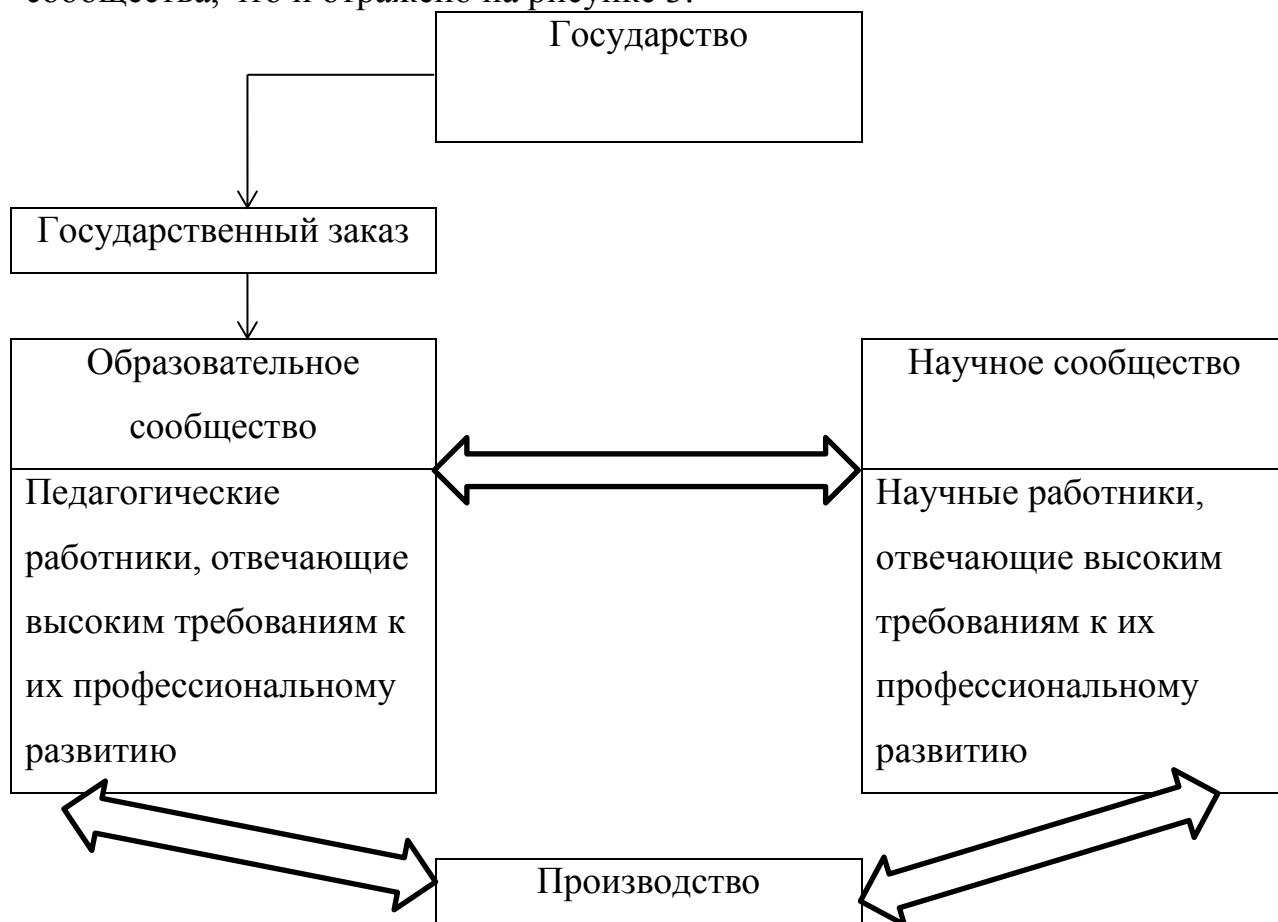 сообщества, что и отражено на рисунке 3.
Государство
Государственный заказ
Образовательное
сообщество
Научное сообщество
Педагогические
работники, отвечающие
высоким требованиям к
их профессиональному
развитию
Научные работники,
отвечающие высоким
требованиям к их
профессиональному
развитию
Производство